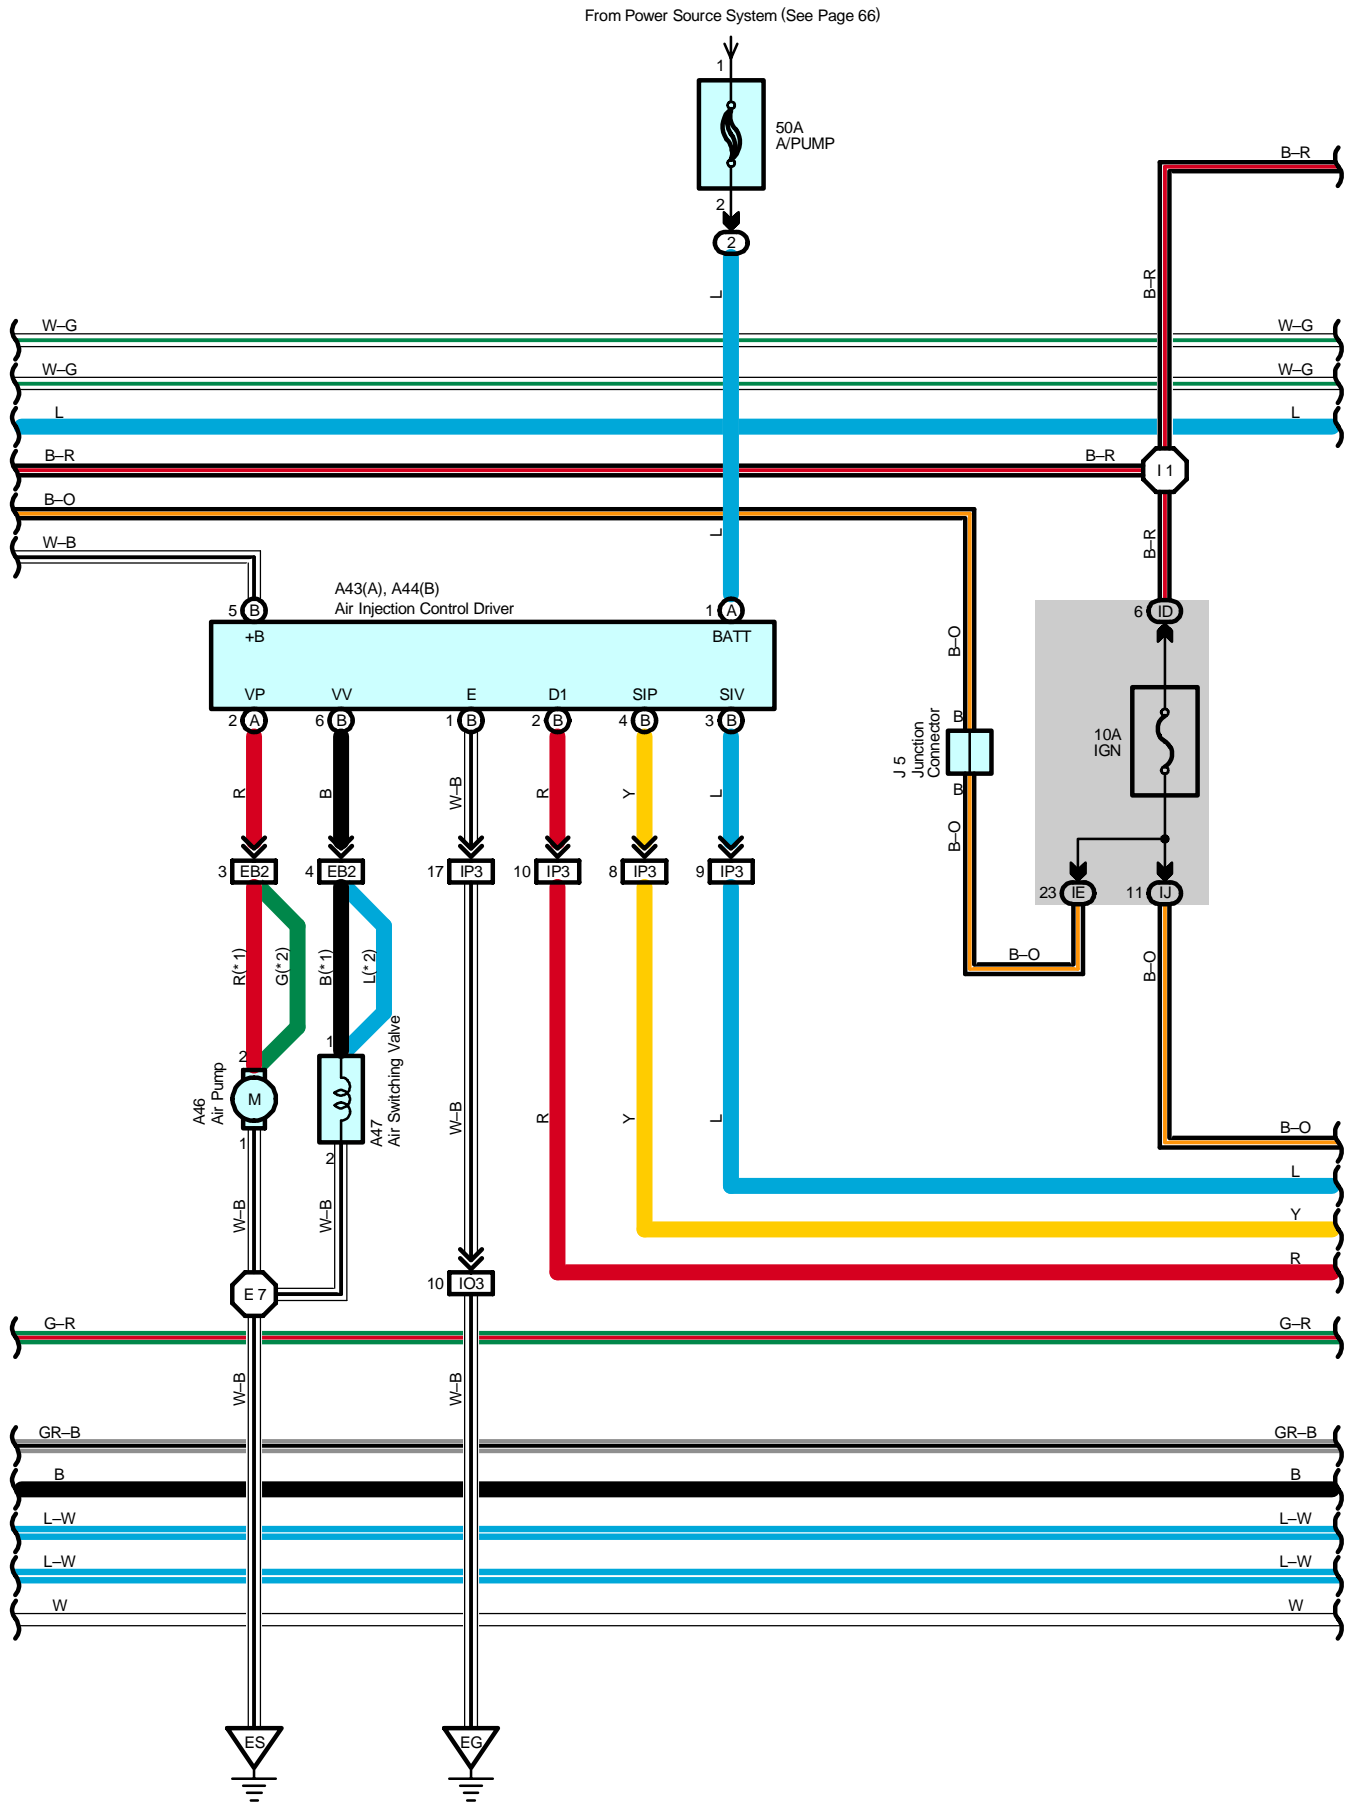 From Power Source System (See Page 66)
1
50A
A/PUMP
2
2
B–R
B–R
L
W–G
W–G
W–G
W–G
L
L
B–R
B–R
I 1
B–O
L
B–R
W–B
A43(A), A44(B)
Air Injection Control Driver
5
B
1
A
6
ID
+B
BATT
B–O
VP
VV
E
D1
SIP
SIV
2
A
6
B
1
B
2
B
4
B
3
B
B
J 5
Junction
Connector
10A
IGN
B
R
B
W–B
R
Y
L
B–O
3
EB2
4
EB2
17
IP3
10
IP3
8
IP3
9
IP3
23
IE
11
IJ
R(*1)
G(*2)
B(*1)
L(*2)
B–O
B–O
2
1
A46
Air Pump
M
1
A47
Air Switching Valve
2
W–B
R
Y
L
B–O
L
Y
R
W–B
W–B
E 7
10
IO3
G–R
G–R
W–B
W–B
GR–B
GR–B
B
B
L–W
L–W
L–W
L–W
W
W
ES
EG